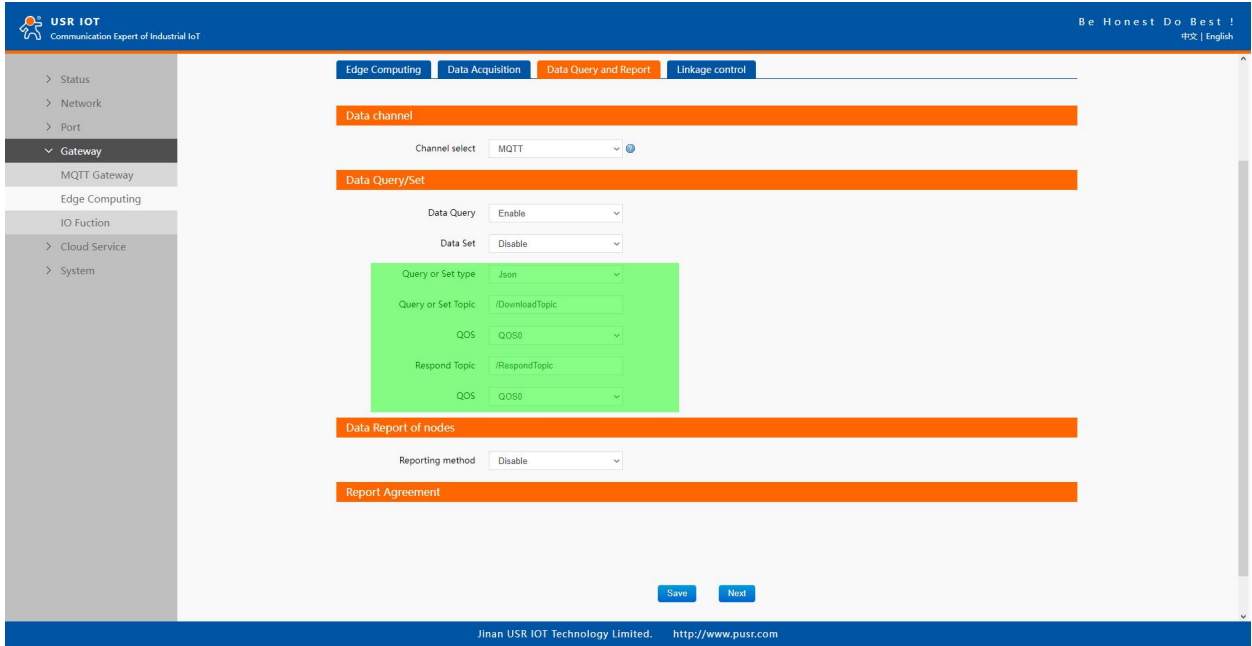 USR IOT
Communication Expert of Industrial IoT
Be Honest Do Best !
中文 | English
Status
Network
Port
Gateway
MQTT Gateway
Edge Computing
IO Fuction
Cloud Service
System
Edge Computing Data Acquisition Data Query and Report Linkage control
Data channel
Channel select MQTT
Data Query/Set
Data Query Enable
Data Set Disable
Query or Set type Json
Query or Set Topic /DownloadTopic
QOS QOS0
Respond Topic /RespondTopic
QOS QOS0
Data Report of nodes
Reporting method Disable
Report Agreement
Save Next
Jinan USR IOT Technology Limited. http://www.pusr.com